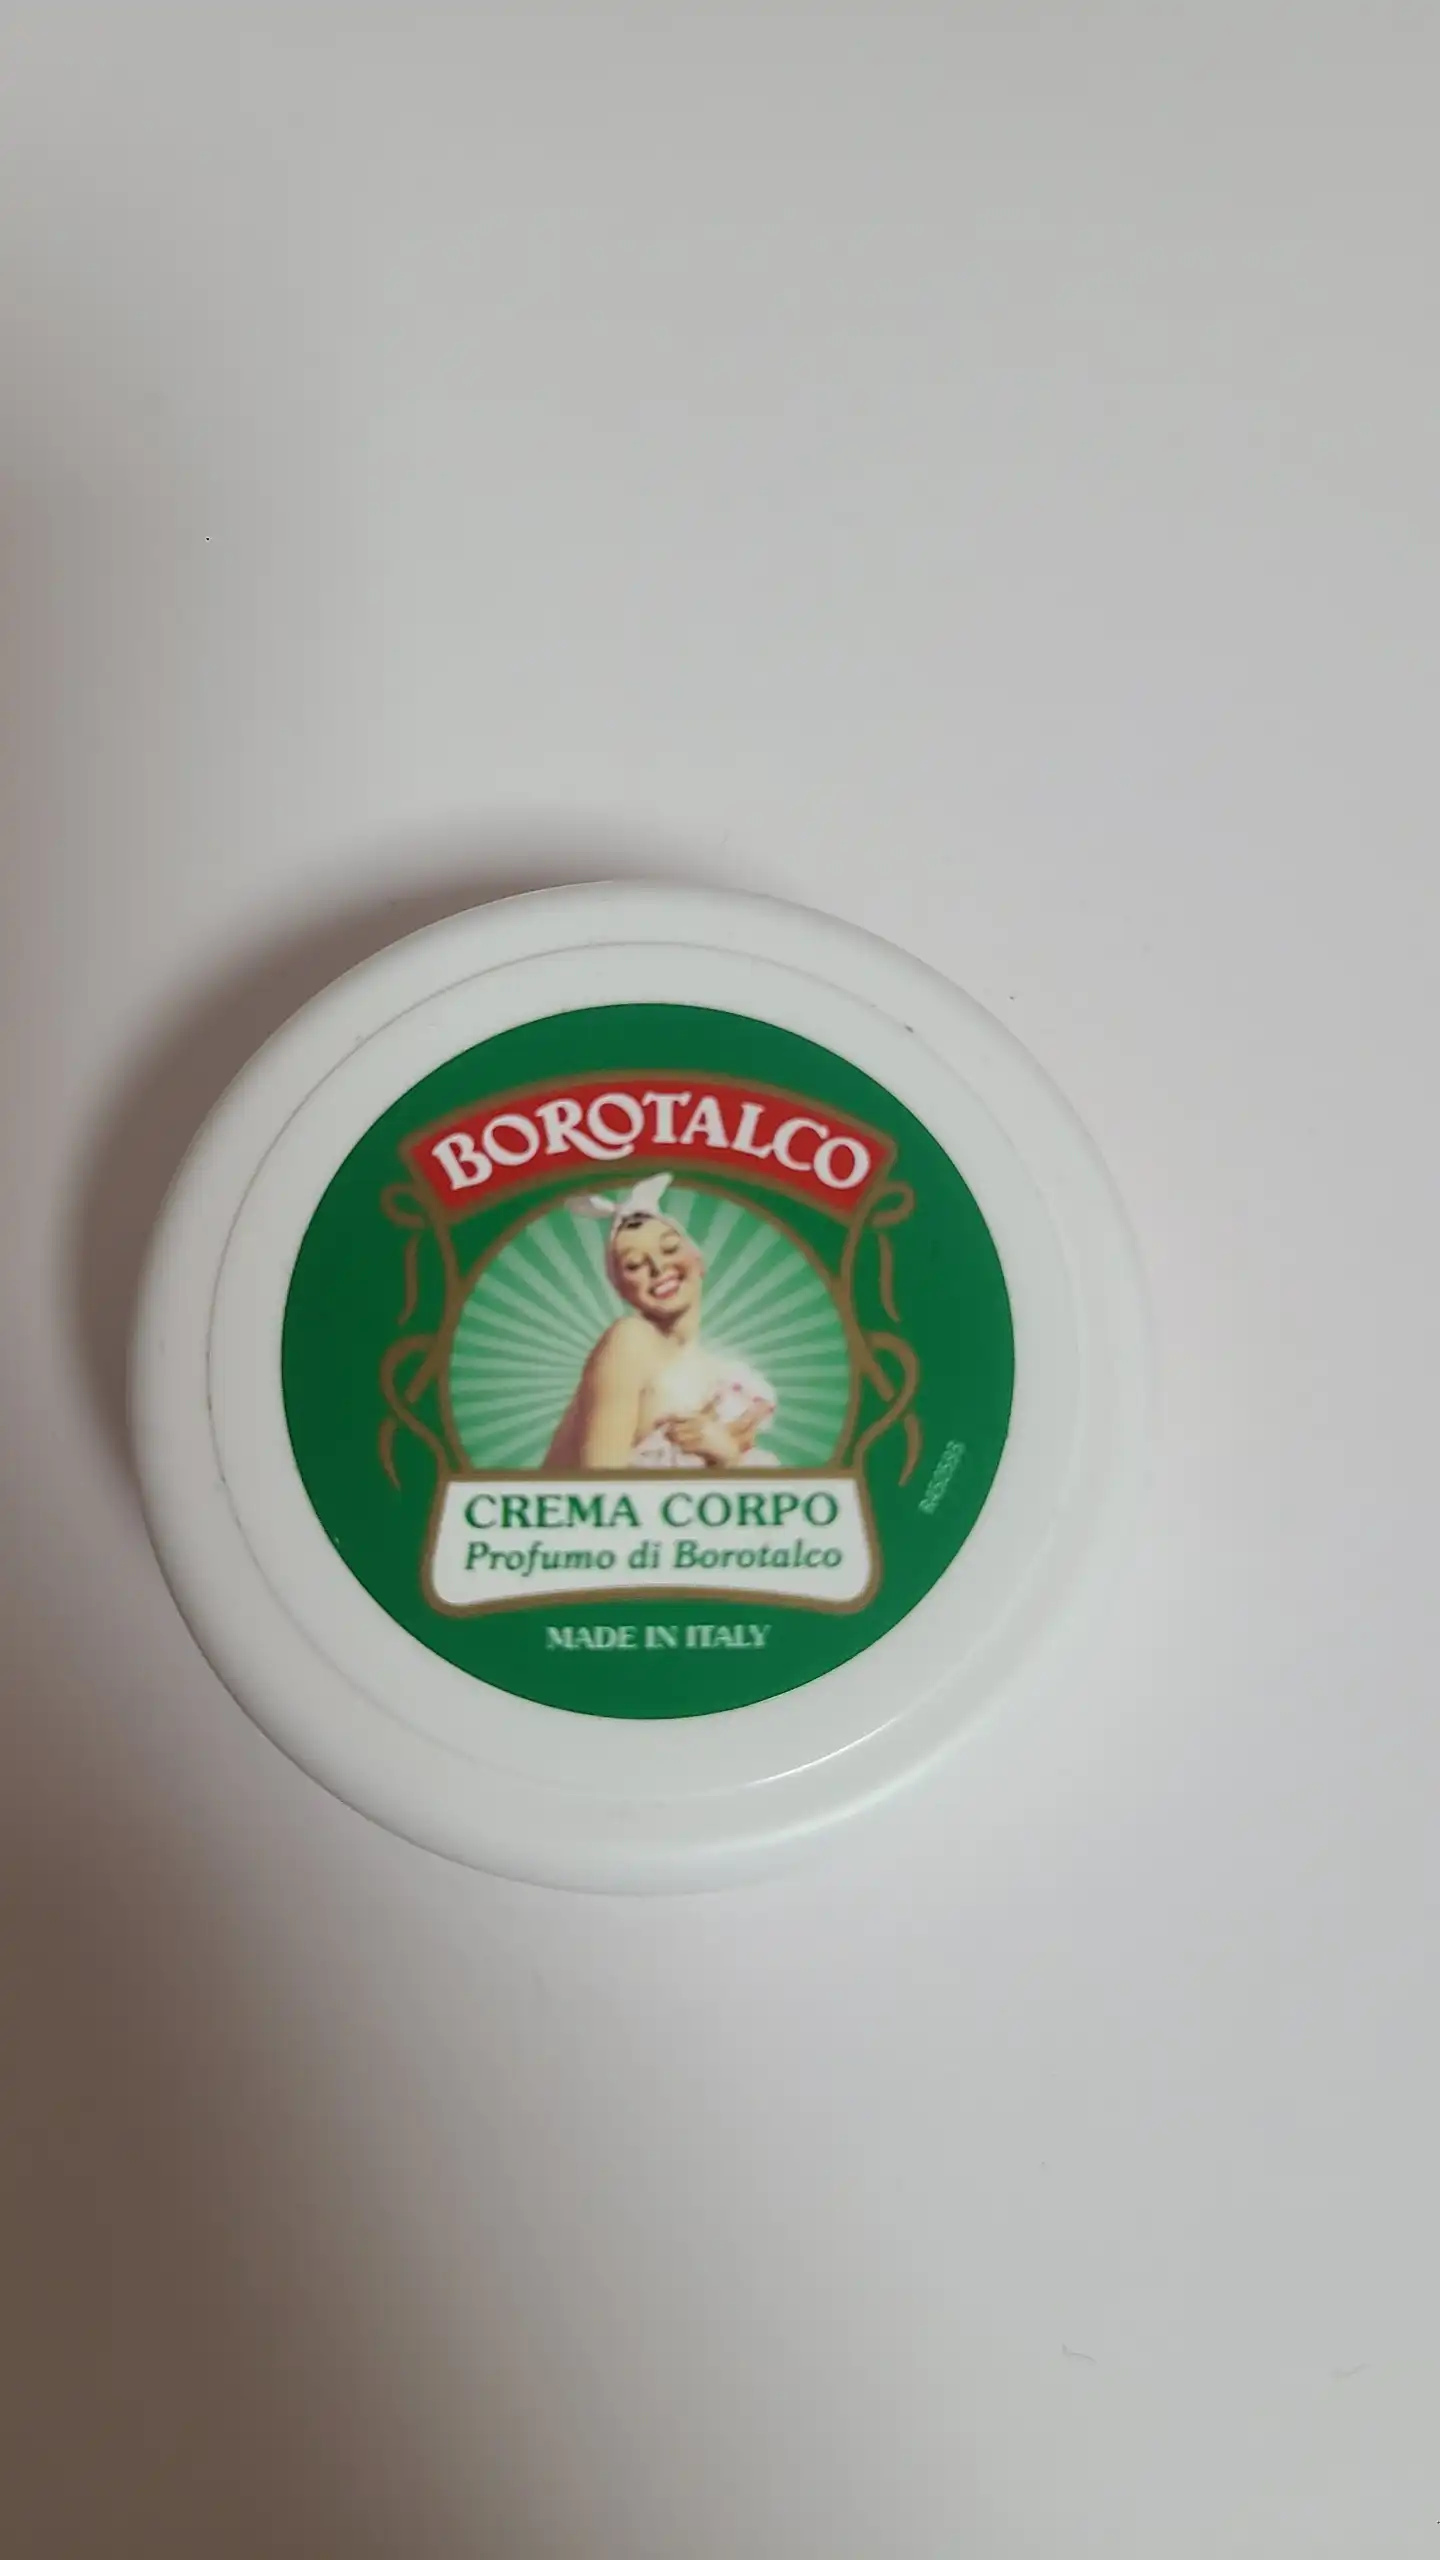 BOROTALCO
CREMA CORPO
Profumo di Borotalco
MADE IN ITALY